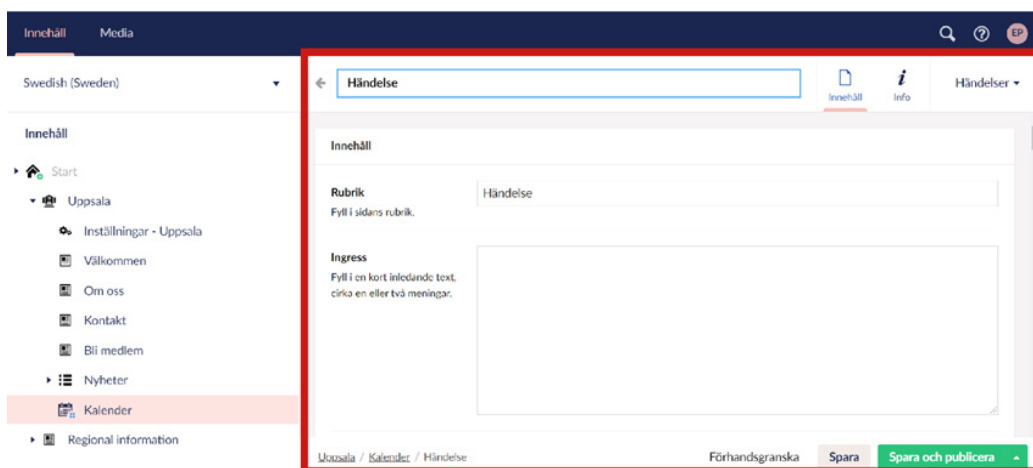 Innehåll Media EP
Swedish (Sweden)
Innehåll
Start
Uppsala
Inställningar - Uppsala
Välkommen
Om oss
Kontakt
Bli medlem
Nyheter
Kalender
Regional information
Händelse
Innehåll
Info
Händelser
Innehåll
Rubrik
Fyll i sidans rubrik.
Händelse
Ingress
Fyll i en kort inledande text,
cirka en eller två meningar.
Uppsala / Kalender / Händelse
Förhandsgranska
Spara
Spara och publicera